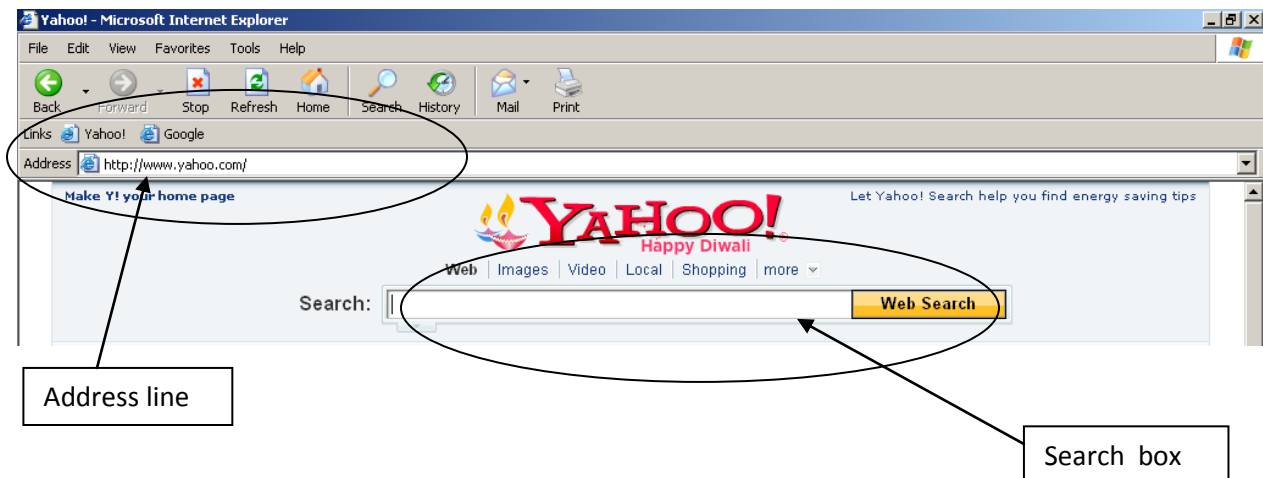 Yahoo! - Microsoft Internet Explorer
File Edit View Favorites Tools Help
Back Forward Stop Refresh Home Search History Mail Print
Links Yahoo! Google
Address http://www.yahoo.com/
Make Y! your home page
Let Yahoo! Search help you find energy saving tips
YAHOO!
Happy Diwali
Web | Images | Video | Local | Shopping | more
Search: Web Search
Address line
Search box